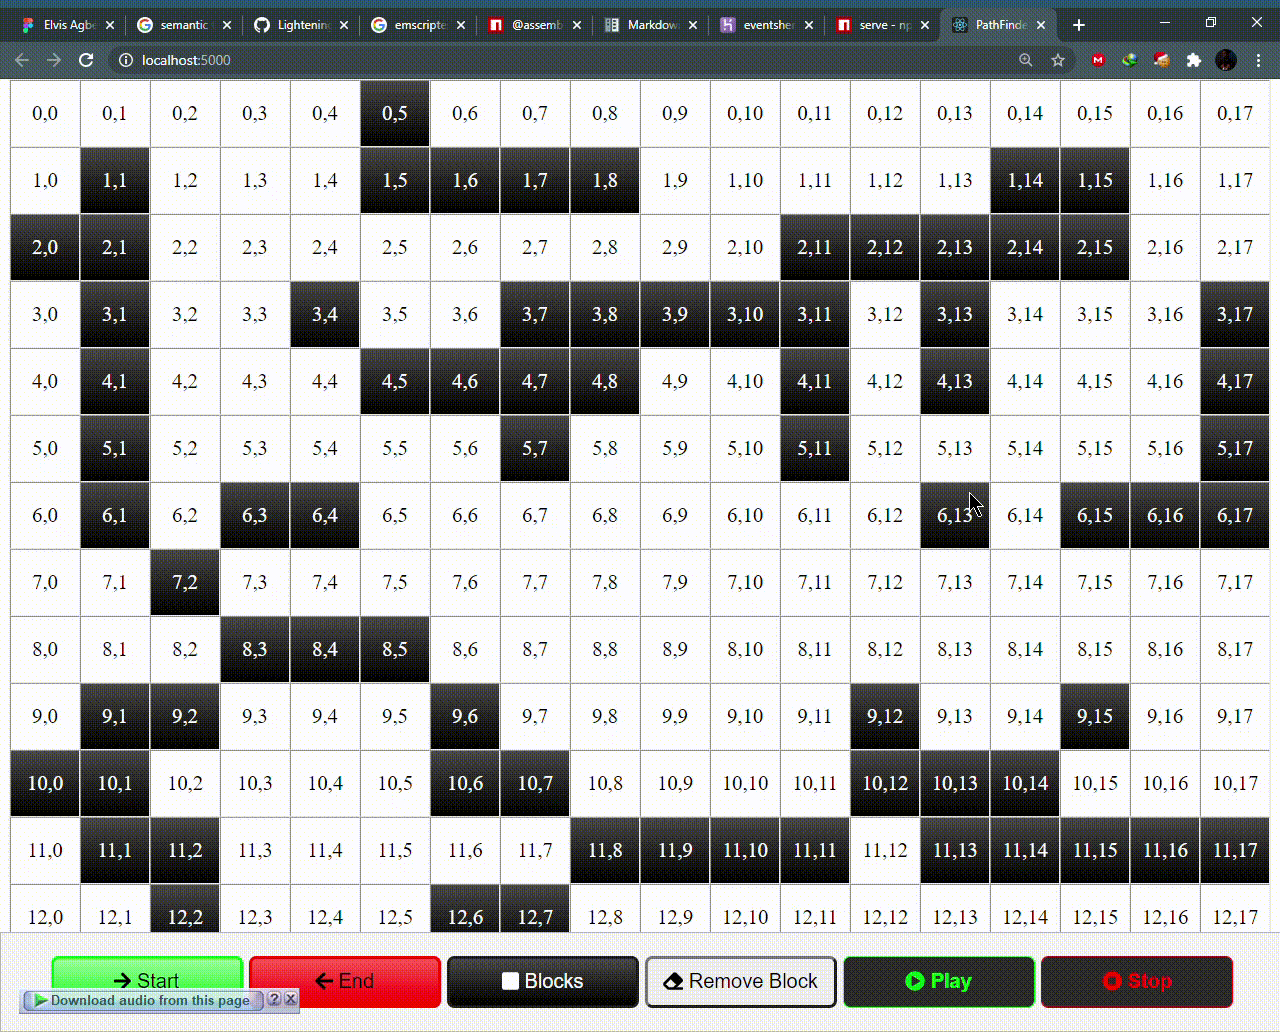 Elvis Agbe
semantic
Lightening
emscripte
@assemb
Markdow
eventshe
serve - np
PathFinde
localhost:5000
0,0 0,1 0,2 0,3 0,4 0,5 0,6 0,7 0,8 0,9 0,10 0,11 0,12 0,13 0,14 0,15 0,16 0,17
1,0 1,1 1,2 1,3 1,4 1,5 1,6 1,7 1,8 1,9 1,10 1,11 1,12 1,13 1,14 1,15 1,16 1,17
2,0 2,1 2,2 2,3 2,4 2,5 2,6 2,7 2,8 2,9 2,10 2,11 2,12 2,13 2,14 2,15 2,16 2,17
3,0 3,1 3,2 3,3 3,4 3,5 3,6 3,7 3,8 3,9 3,10 3,11 3,12 3,13 3,14 3,15 3,16 3,17
4,0 4,1 4,2 4,3 4,4 4,5 4,6 4,7 4,8 4,9 4,10 4,11 4,12 4,13 4,14 4,15 4,16 4,17
5,0 5,1 5,2 5,3 5,4 5,5 5,6 5,7 5,8 5,9 5,10 5,11 5,12 5,13 5,14 5,15 5,16 5,17
6,0 6,1 6,2 6,3 6,4 6,5 6,6 6,7 6,8 6,9 6,10 6,11 6,12 6,13 6,14 6,15 6,16 6,17
7,0 7,1 7,2 7,3 7,4 7,5 7,6 7,7 7,8 7,9 7,10 7,11 7,12 7,13 7,14 7,15 7,16 7,17
8,0 8,1 8,2 8,3 8,4 8,5 8,6 8,7 8,8 8,9 8,10 8,11 8,12 8,13 8,14 8,15 8,16 8,17
9,0 9,1 9,2 9,3 9,4 9,5 9,6 9,7 9,8 9,9 9,10 9,11 9,12 9,13 9,14 9,15 9,16 9,17
10,0 10,1 10,2 10,3 10,4 10,5 10,6 10,7 10,8 10,9 10,10 10,11 10,12 10,13 10,14 10,15 10,16 10,17
11,0 11,1 11,2 11,3 11,4 11,5 11,6 11,7 11,8 11,9 11,10 11,11 11,12 11,13 11,14 11,15 11,16 11,17
12,0 12,1 12,2 12,3 12,4 12,5 12,6 12,7 12,8 12,9 12,10 12,11 12,12 12,13 12,14 12,15 12,16 12,17
Start
End
Blocks
Remove Block
Play
Stop
Download audio from this page ? X